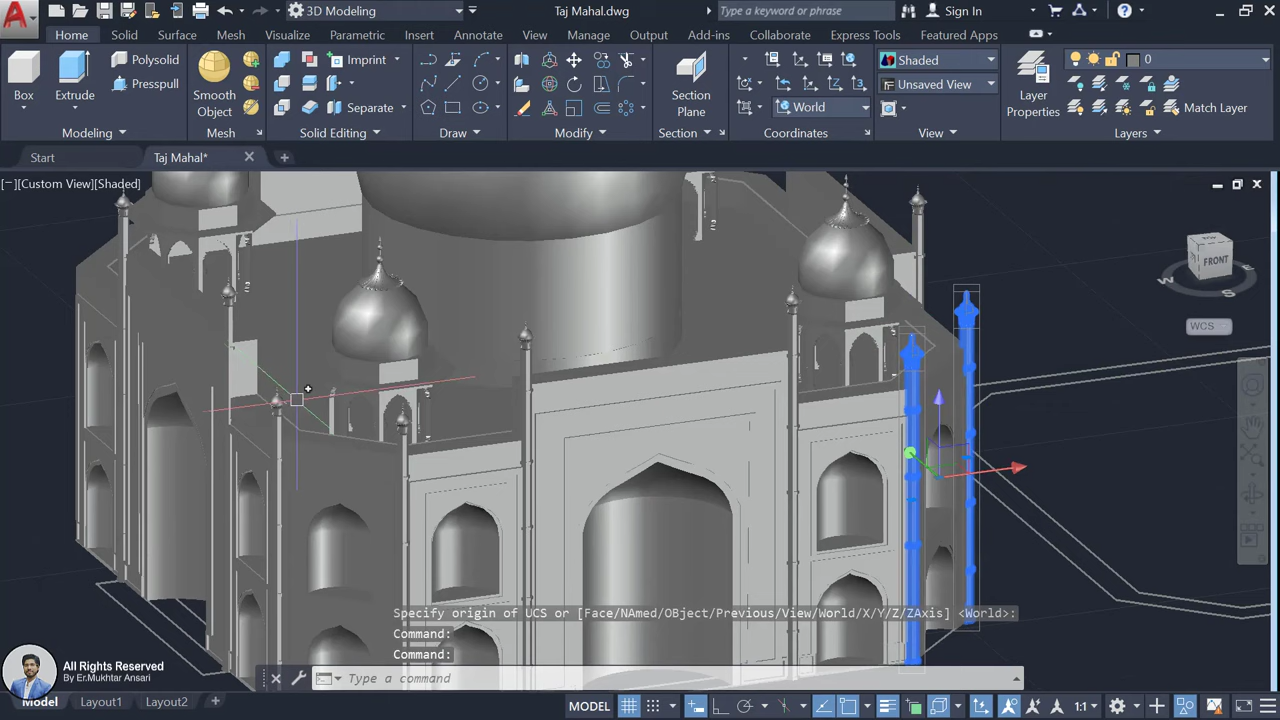 A
3D Modeling
Taj Mahal.dwg
Type a keyword or phrase
Sign In
Home
Solid
Surface
Mesh
Visualize
Parametric
Insert
Annotate
View
Manage
Output
Add-ins
Collaborate
Express Tools
Featured Apps
Box
Extrude
Polysolid
Presspull
Smooth
Object
Imprint
Separate
Section
Plane
World
Shaded
Unsaved View
Layer
Properties
0
Match Layer
Modeling
Mesh
Solid Editing
Draw
Modify
Section
Coordinates
View
Layers
Start
Taj Mahal*
[−][Custom View][Shaded]
FRONT
W
S
E
WCS
Specify origin of UCS or [Face/NAmed/OBject/Previous/View/World/X/Y/Z/ZAxis] <World>:
Command:
Command:
Type a command
All Rights Reserved
By Er.Mukhtar Ansari
Model
Layout1
Layout2
MODEL
1:1